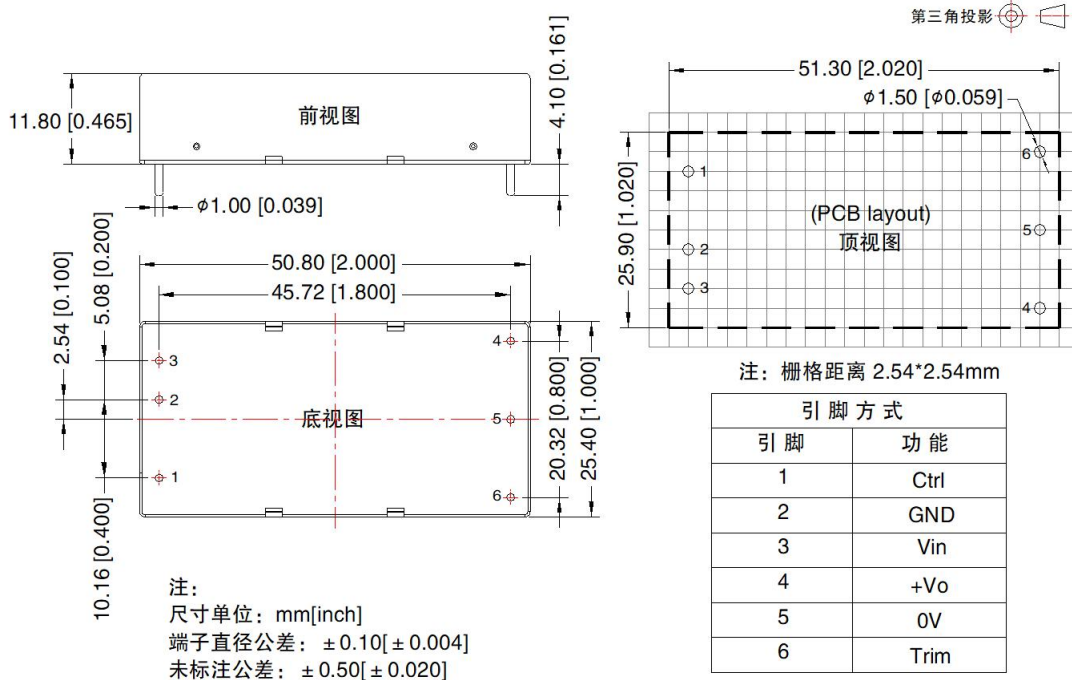 第三角投影
11.80 [0.465]
前视图
4.10 [0.161]
ϕ1.00 [0.039]
50.80 [2.000]
45.72 [1.800]
2.54 [0.100]
5.08 [0.200]
10.16 [0.400]
3
2
1
底视图
4
5
6
20.32 [0.800]
25.40 [1.000]
注:
尺寸单位: mm[inch]
端子直径公差: ±0.10[±0.004]
未标注公差: ±0.50[±0.020]
51.30 [2.020]
ϕ1.50 [ϕ0.059]
25.90 [1.020]
1
2
3
6
5
4
(PCB layout)
顶视图
注: 栅格距离 2.54*2.54mm
引脚方式
引脚 功能
1 Ctrl
2 GND
3 Vin
4 +Vo
5 0V
6 Trim